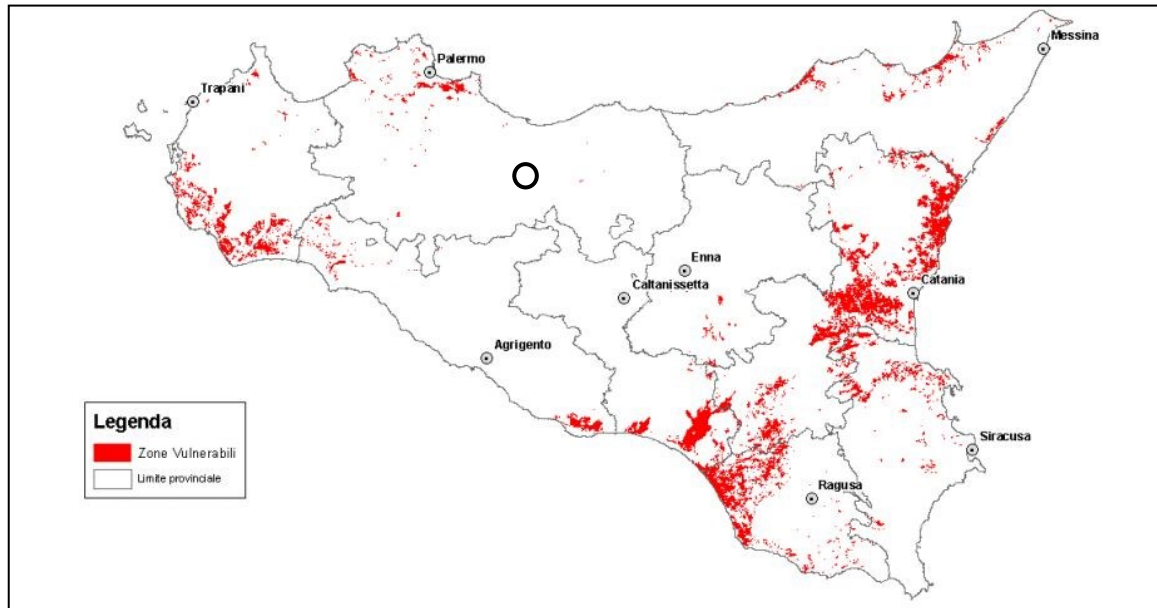 Messina
Palermo
Trapani
Enna
Caltanissetta
Catania
Agrigento
Legenda
Zone Vulnerabili
Limite provinciale
Siracusa
Ragusa